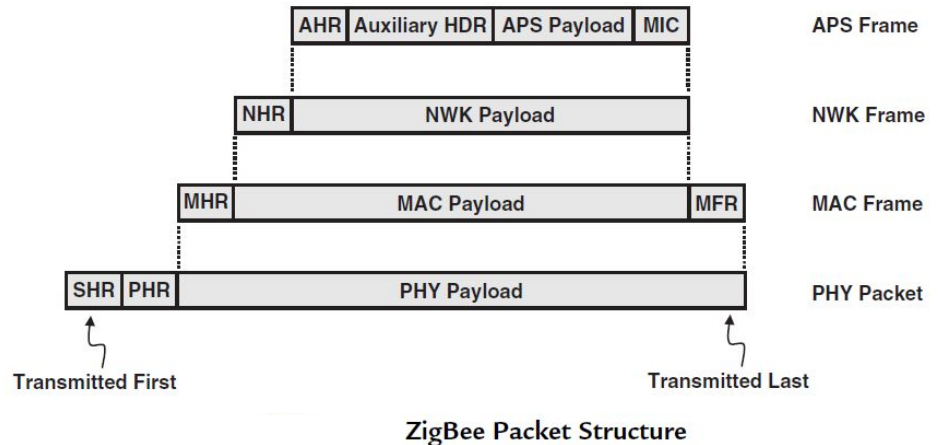 AHR Auxiliary HDR APS Payload MIC APS Frame
NHR NWK Payload NWK Frame
MHR MAC Payload MFR MAC Frame
SHR PHR PHY Payload PHY Packet
Transmitted First Transmitted Last
ZigBee Packet Structure